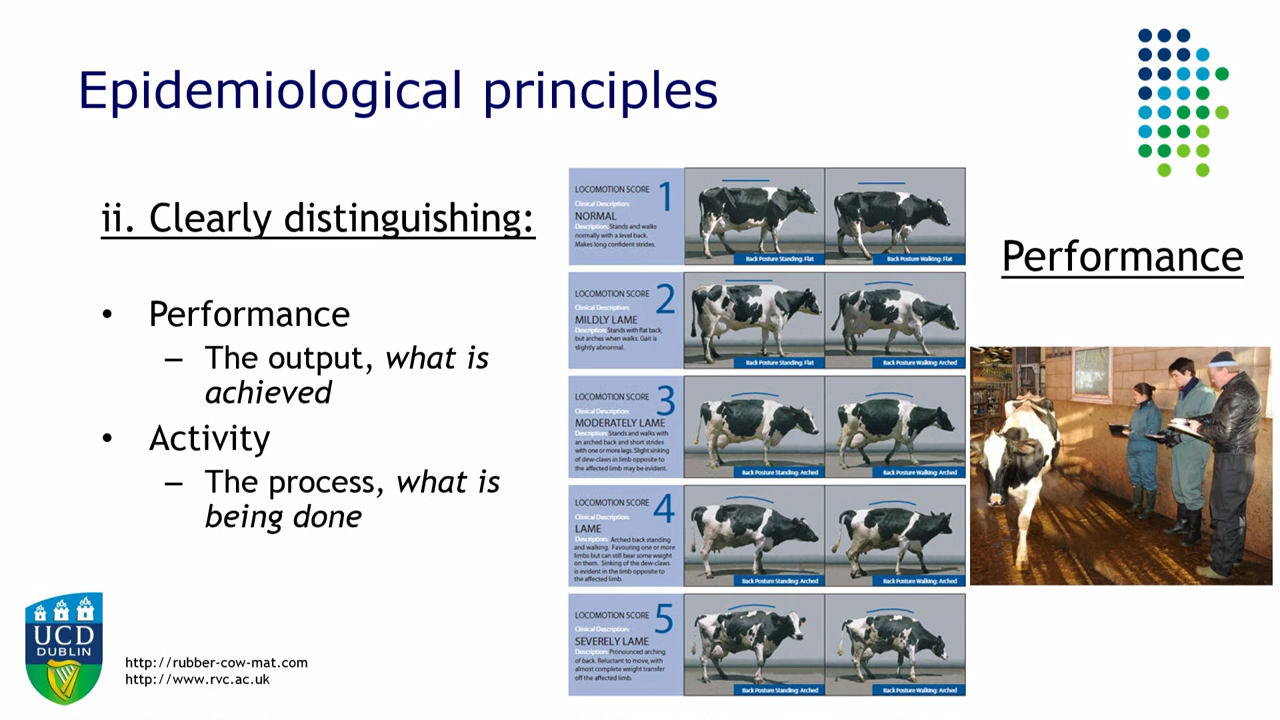 Epidemiological principles
ii. Clearly distinguishing:
• Performance
– The output, what is
achieved
• Activity
– The process, what is
being done
LOCOMOTION SCORE 1
Clinical Description:
NORMAL
Description: Stands and walks
normally with a level back.
Makes long confident strides.
Back Posture Standing: Flat
Back Posture Walking: Flat
LOCOMOTION SCORE 2
Clinical Description:
MILDLY LAME
Description: Stands with flat back,
but arches when walks. Gait is
slightly abnormal.
Back Posture Standing: Flat
Back Posture Walking: Arched
LOCOMOTION SCORE 3
Clinical Description:
MODERATELY LAME
Description: Stands and walks with
an arched back and short strides
with one or more legs. Slight sinking
of dew-claws in limb opposite to
the affected limb may be evident.
Back Posture Standing: Arched
Back Posture Walking: Arched
LOCOMOTION SCORE 4
Clinical Description:
LAME
Description: Arched back standing
and walking. Favouring one or more
limbs but can still bear some weight
on them. Sinking of the dew-claws
is evident in the limb opposite to
the affected limb.
Back Posture Standing: Arched
Back Posture Walking: Arched
LOCOMOTION SCORE 5
Clinical Description:
SEVERELY LAME
Description: Pronounced arching
of back. Reluctant to move, with
almost complete weight transfer
off the affected limb.
Back Posture Standing: Arched
Back Posture Walking: Arched
Performance
UCD
DUBLIN
http://rubber-cow-mat.com
http://www.rvc.ac.uk